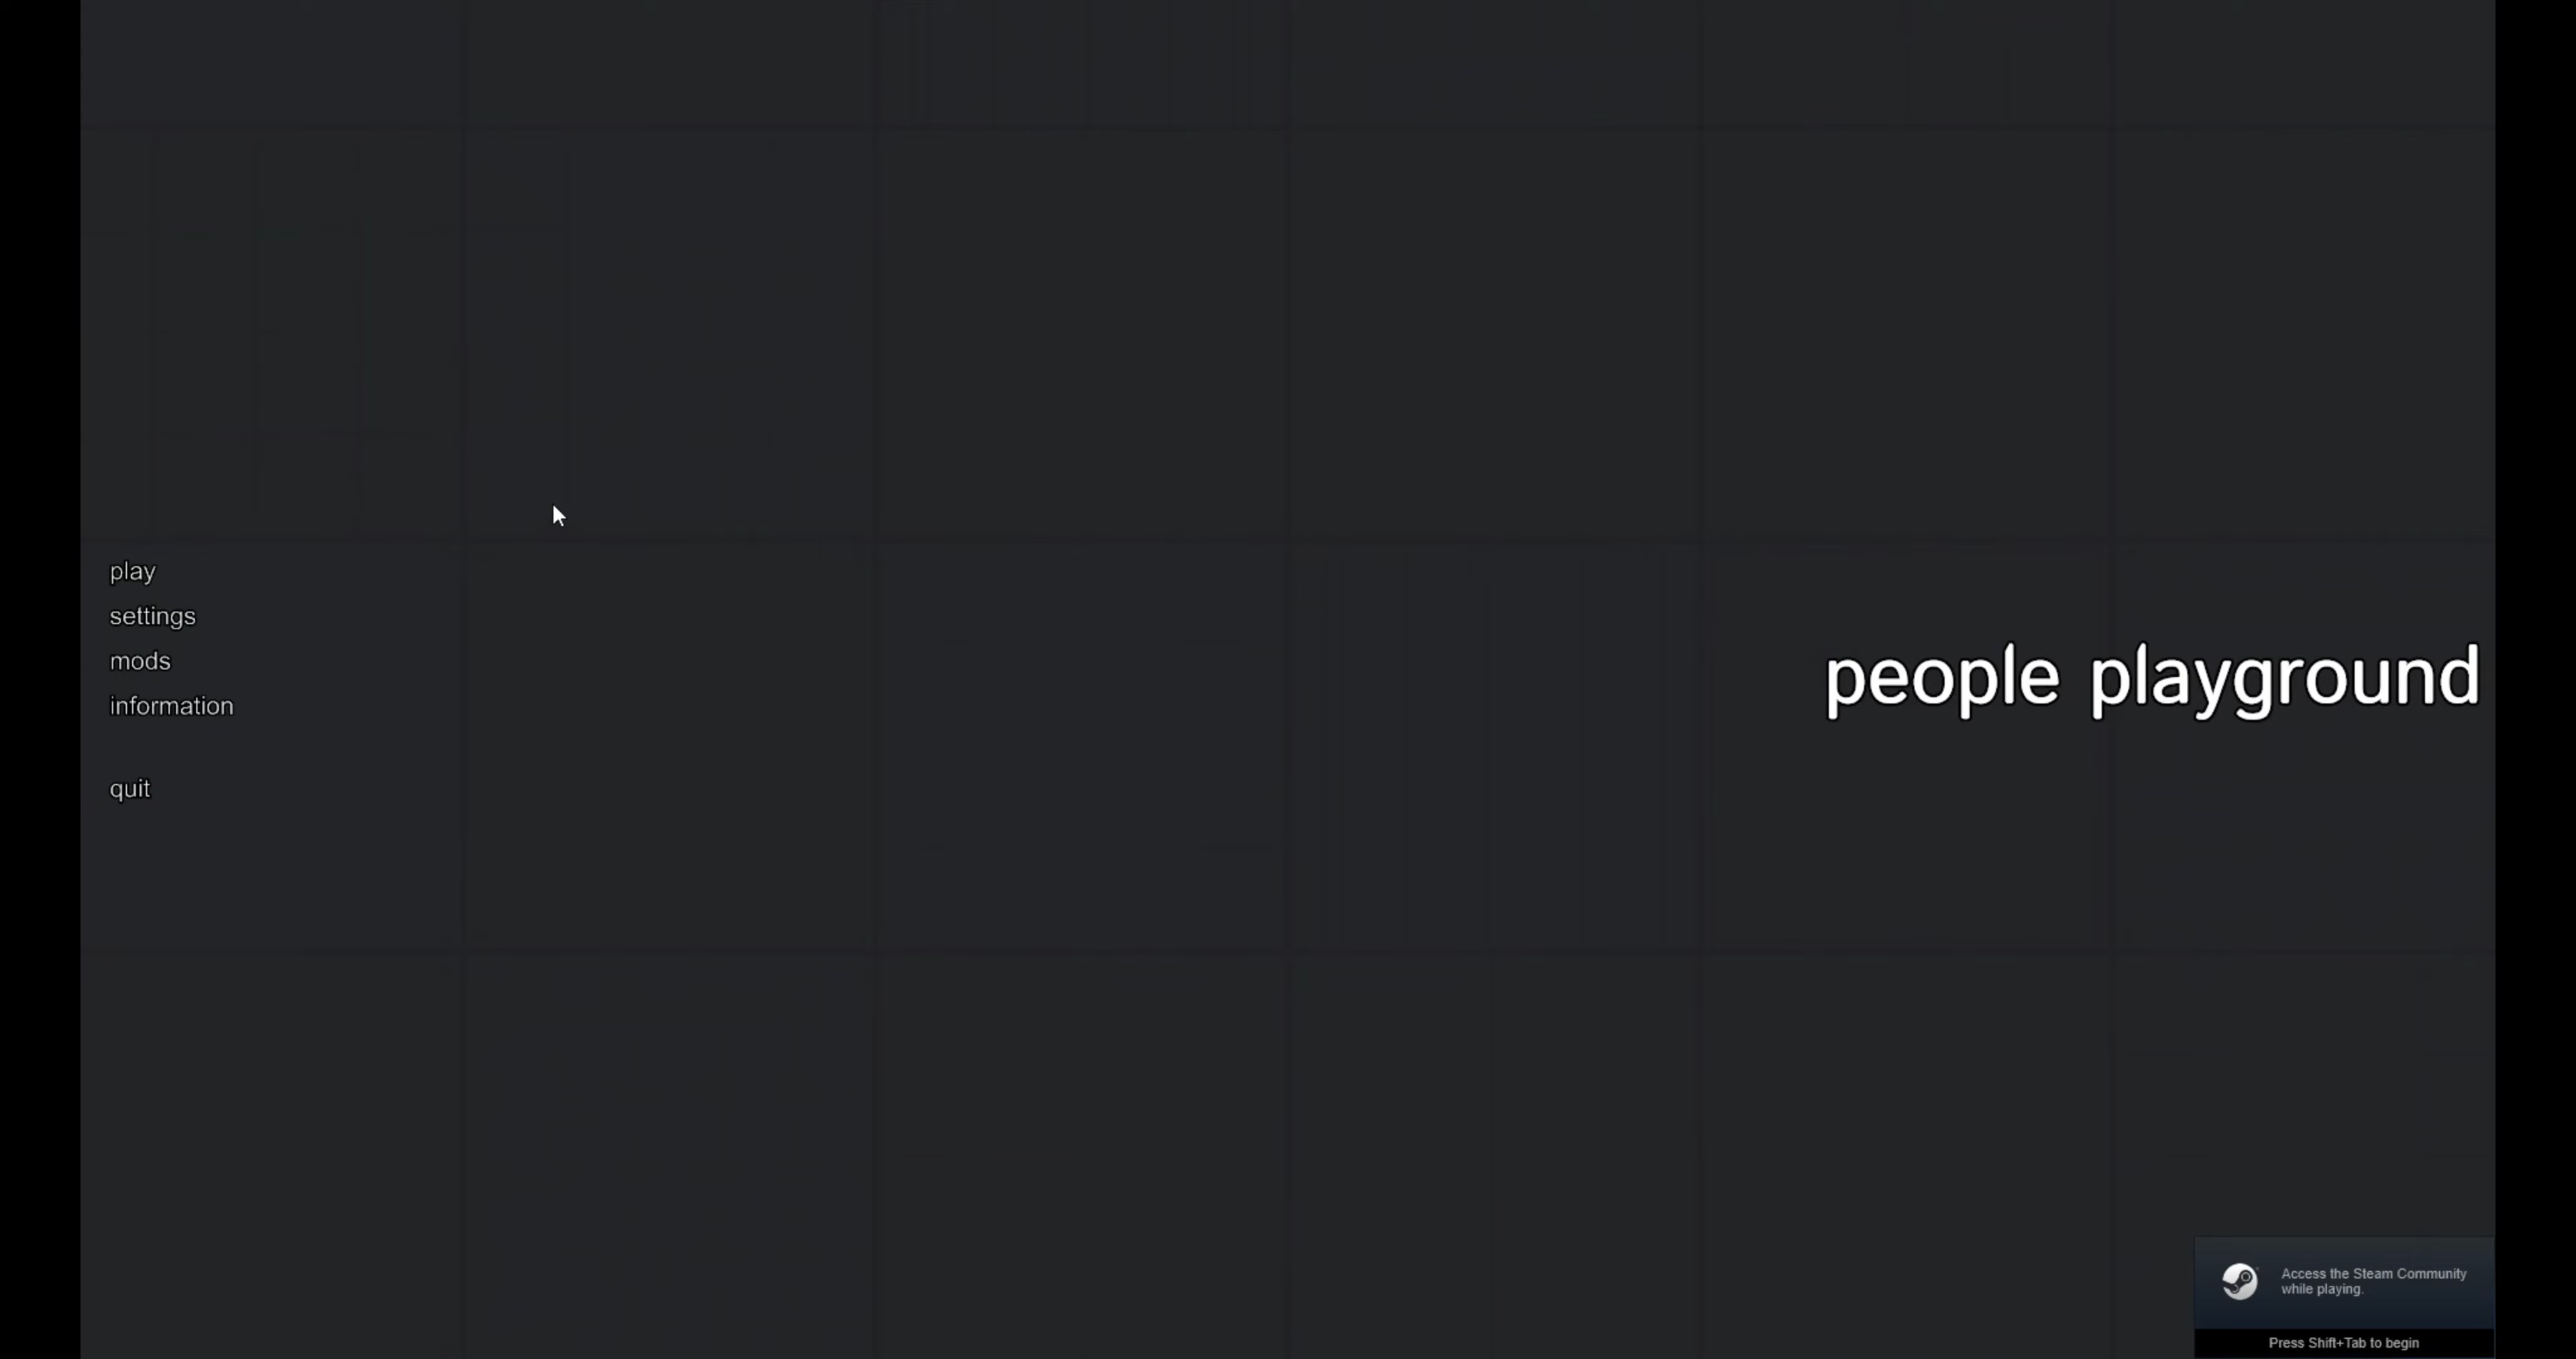 play
settings
mods
information
quit
people playground
Access the Steam Community
while playing.
Press Shift+Tab to begin